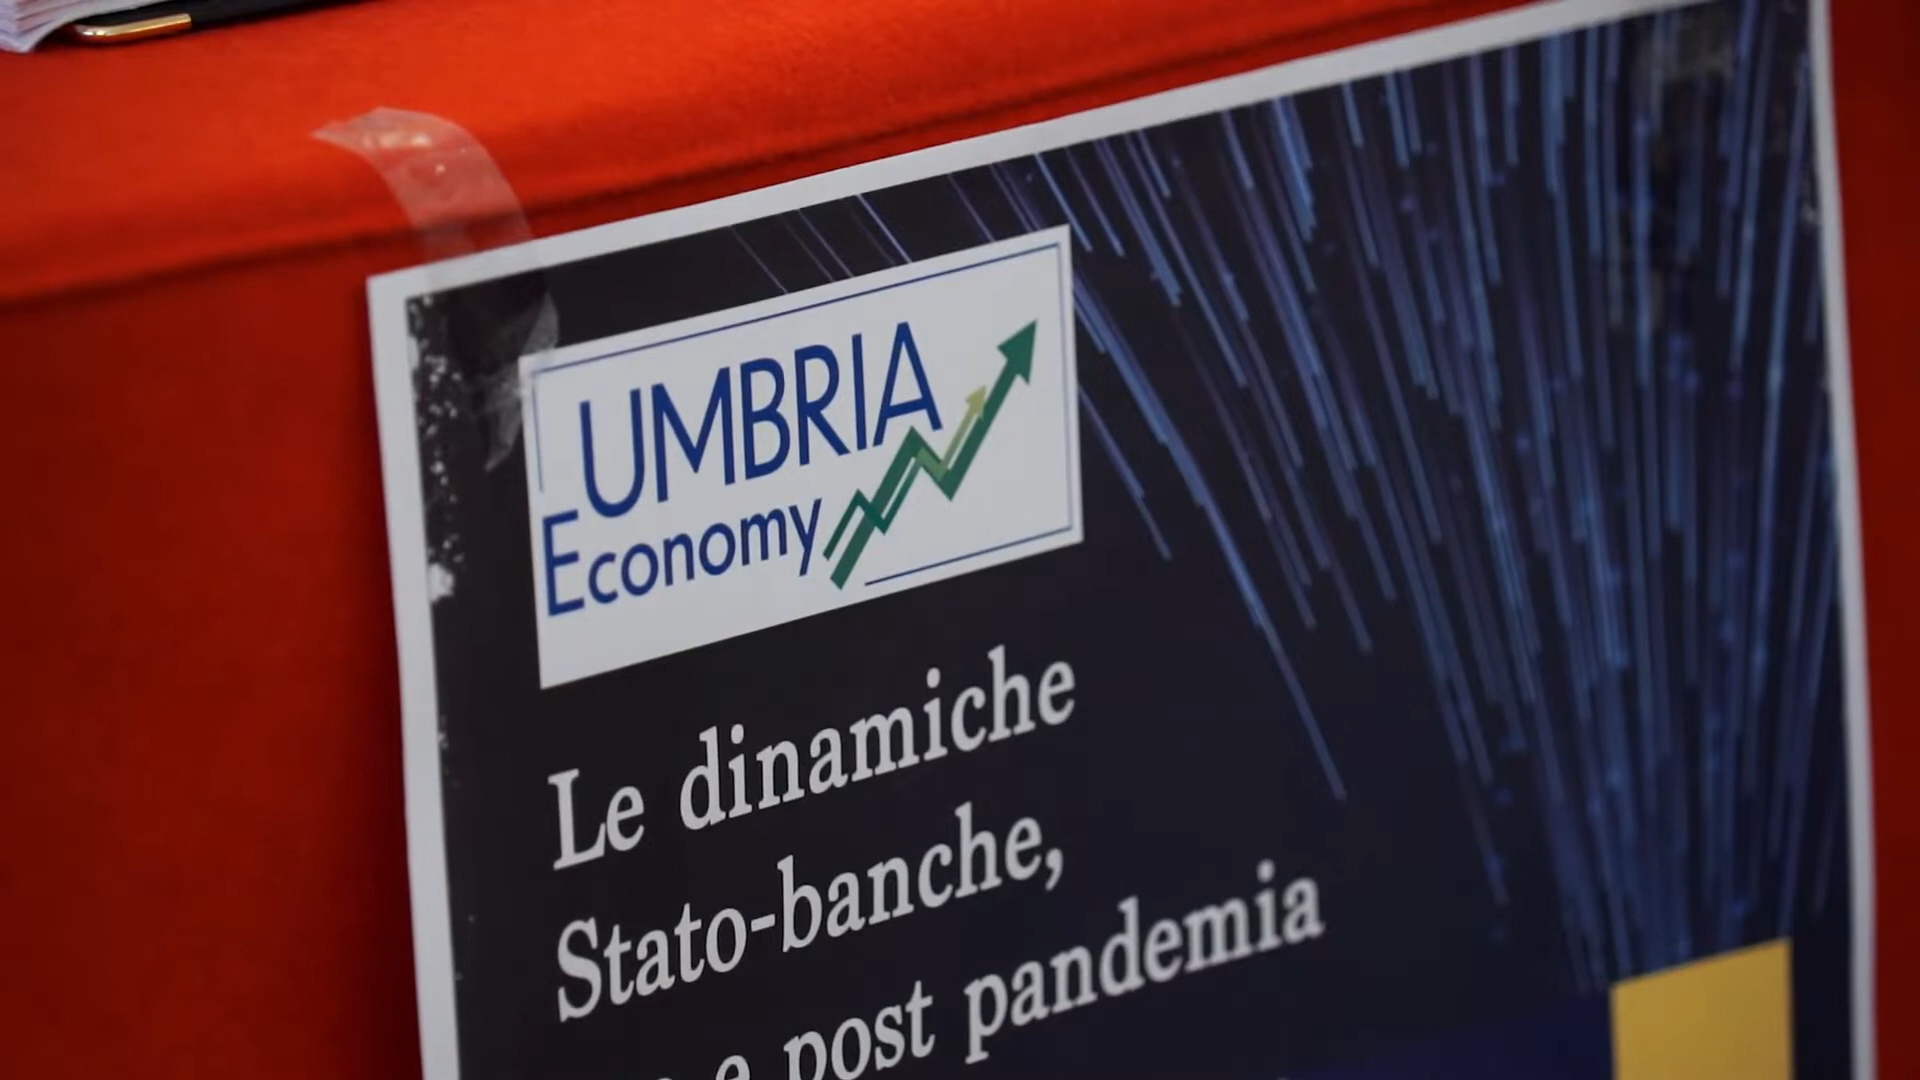 UMBRIA
Economy
Le dinamiche
Stato-banche,
e post pandemia